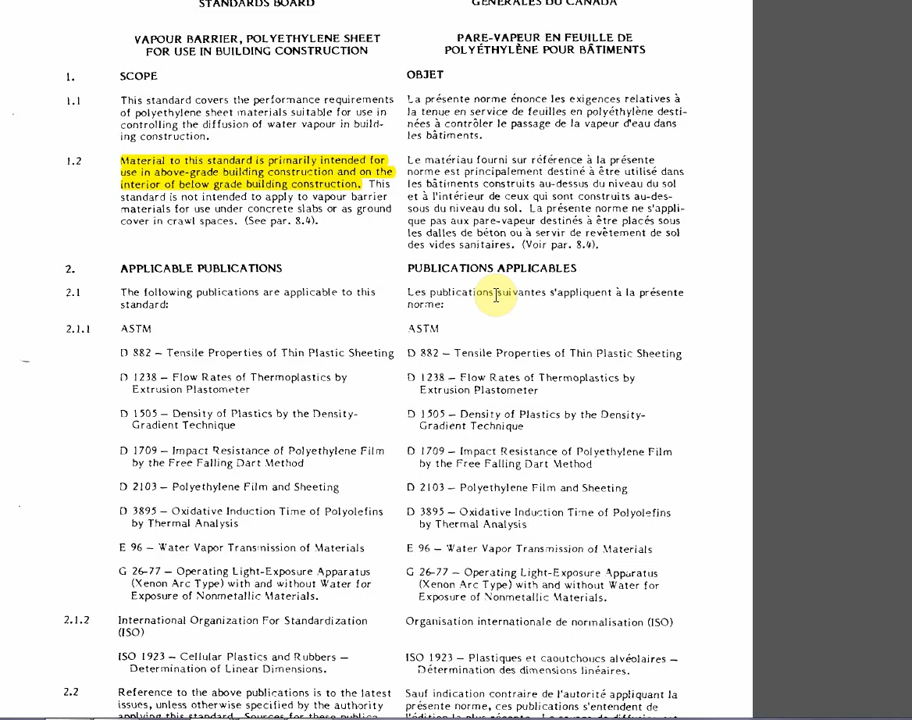 STANDARDS BOARD
VAPOUR BARRIER, POLYETHYLENE SHEET
FOR USE IN BUILDING CONSTRUCTION
1. SCOPE
1.1 This standard covers the performance requirements
of polyethylene sheet materials suitable for use in
controlling the diffusion of water vapour in build-
ing construction.
1.2 Material to this standard is primarily intended for
use in above-grade building construction and on the
interior of below grade building construction. This
standard is not intended to apply to vapour barrier
materials for use under concrete slabs or as ground
cover in crawl spaces. (See par. 8.4).
2. APPLICABLE PUBLICATIONS
2.1 The following publications are applicable to this
standard:
2.1.1 ASTM
D 882 — Tensile Properties of Thin Plastic Sheeting
D 1238 — Flow Rates of Thermoplastics by
Extrusion Plastometer
D 1505 — Density of Plastics by the Density-
Gradient Technique
D 1709 — Impact Resistance of Polyethylene Film
by the Free Falling Dart Method
D 2103 — Polyethylene Film and Sheeting
D 3895 — Oxidative Induction Time of Polyolefins
by Thermal Analysis
E 96 — Water Vapor Transmission of Materials
G 26-77 — Operating Light-Exposure Apparatus
(Xenon Arc Type) with and without Water for
Exposure of Nonmetallic Materials.
2.1.2 International Organization For Standardization
(ISO)
ISO 1923 — Cellular Plastics and Rubbers —
Determination of Linear Dimensions.
2.2 Reference to the above publications is to the latest
issues, unless otherwise specified by the authority
applying this standard. Sources for these publica-
GÉNÉRALES DU CANADA
PARE-VAPEUR EN FEUILLE DE
POLYÉTHYLÈNE POUR BÂTIMENTS
OBJET
La présente norme énonce les exigences relatives à
la tenue en service de feuilles en polyéthylène desti-
nées à contrôler le passage de la vapeur d'eau dans
les bâtiments.
Le matériau fourni sur référence à la présente
norme est principalement destiné à être utilisé dans
les bâtiments construits au-dessus du niveau du sol
et à l'intérieur de ceux qui sont construits au-des-
sous du niveau du sol. La présente norme ne s'appli-
que pas aux pare-vapeur destinés à être placés sous
les dalles de béton ou à servir de revêtement de sol
des vides sanitaires. (Voir par. 8.4).
PUBLICATIONS APPLICABLES
Les publications suivantes s'appliquent à la présente
norme:
ASTM
D 882 — Tensile Properties of Thin Plastic Sheeting
D 1238 — Flow Rates of Thermoplastics by
Extrusion Plastometer
D 1505 — Density of Plastics by the Density-
Gradient Technique
D 1709 — Impact Resistance of Polyethylene Film
by the Free Falling Dart Method
D 2103 — Polyethylene Film and Sheeting
D 3895 — Oxidative Induction Time of Polyolefins
by Thermal Analysis
E 96 — Water Vapor Transmission of Materials
G 26-77 — Operating Light-Exposure Apparatus
(Xenon Arc Type) with and without Water for
Exposure of Nonmetallic Materials.
Organisation internationale de normalisation (ISO)
ISO 1923 — Plastiques et caoutchoucs alvéolaires —
Détermination des dimensions linéaires.
Sauf indication contraire de l'autorité appliquant la
présente norme, ces publications s'entendent de